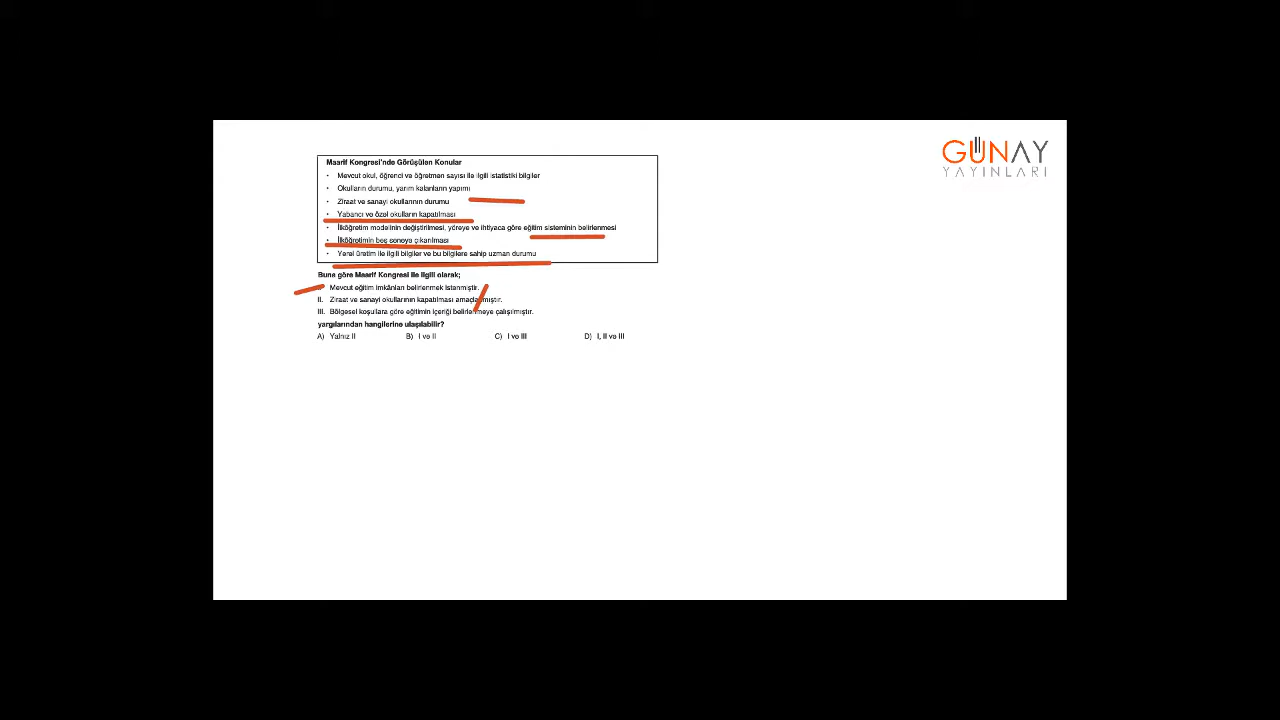 GÜNAY
YAYINLARI
Maarif Kongresi'nde Görüşülen Konular
• Mevcut okul, öğrenci ve öğretmen sayısı ile ilgili istatistiki bilgiler
• Okulların durumu, yarım kalanların yapımı
• Ziraat ve sanayi okullarının durumu
• Yabancı ve özel okulların kapatılması
• İlköğretim modelinin değiştirilmesi, yöreye ve ihtiyaca göre eğitim sisteminin belirlenmesi
• İlköğretimin beş seneye çıkarılması
• Yerel üretim ile ilgili bilgiler ve bu bilgilere sahip uzman durumu
Buna göre Maarif Kongresi ile ilgili olarak;
Mevcut eğitim imkânları belirlenmek istenmiştir.
II. Ziraat ve sanayi okullarının kapatılması amaçlanmıştır.
III. Bölgesel koşullara göre eğitimin içeriği belirlenmeye çalışılmıştır.
yargılarından hangilerine ulaşılabilir?
A) Yalnız II B) I ve II C) I ve III D) I, II ve III